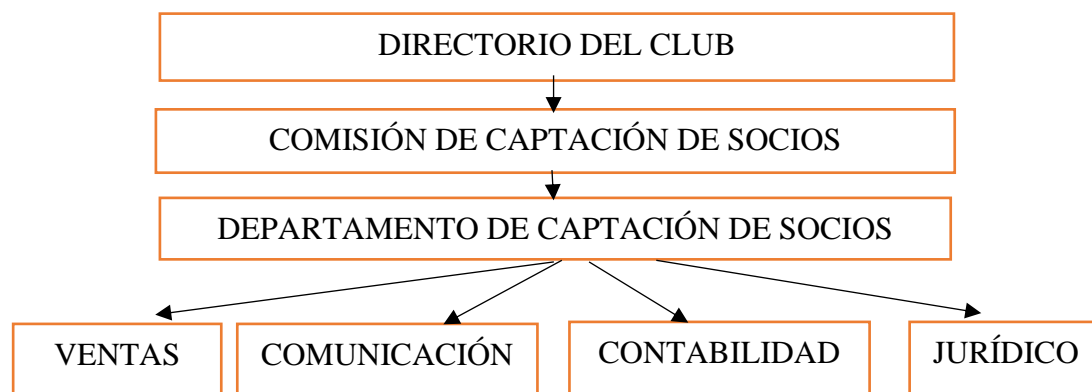 DIRECTORIO DEL CLUB
COMISIÓN DE CAPTACIÓN DE SOCIOS
DEPARTAMENTO DE CAPTACIÓN DE SOCIOS
VENTAS
COMUNICACIÓN
CONTABILIDAD
JURÍDICO